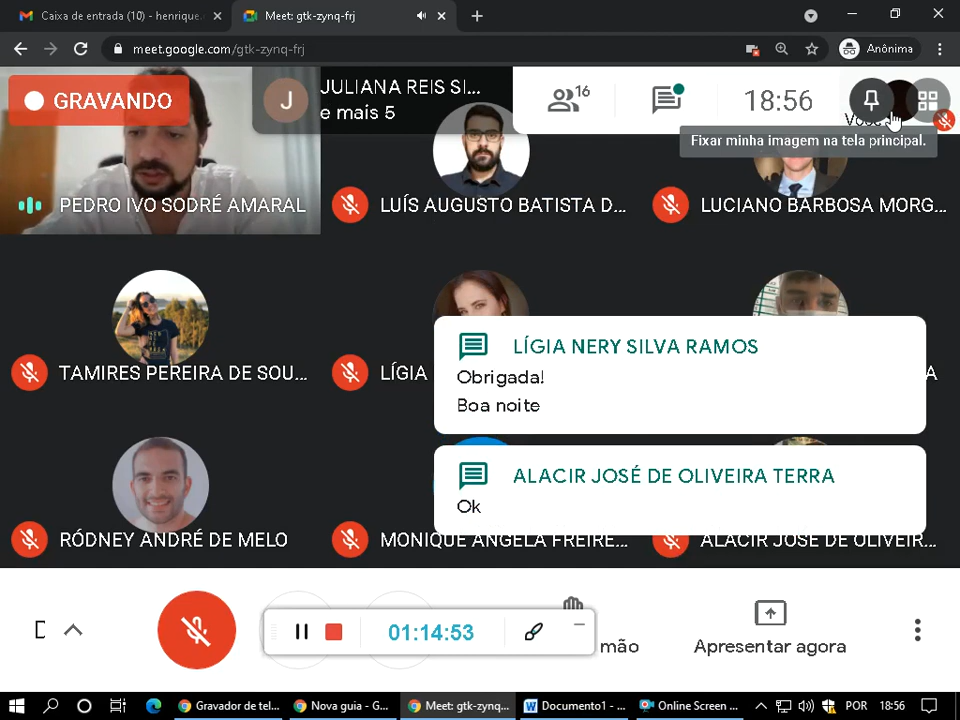 Caixa de entrada (10) - henrique.
Meet: gtk-zynq-frj
meet.google.com/gtk-zynq-frj
Anônima
GRAVANDO
J
JULIANA REIS SI...
e mais 5
16
18:56
Você
Fixar minha imagem na tela principal.
PEDRO IVO SODRÉ AMARAL
LUÍS AUGUSTO BATISTA D...
LUCIANO BARBOSA MORG...
TAMIRES PEREIRA DE SOU...
LÍGIA
A
LÍGIA NERY SILVA RAMOS
Obrigada!
Boa noite
ALACIR JOSÉ DE OLIVEIRA TERRA
Ok
RÓDNEY ANDRÉ DE MELO
MONIQUE ANGELA FREIRE...
ALACIR JOSÉ DE OLIVEIR...
01:14:53
mão
Apresentar agora
Gravador de tel...
Nova guia - G...
Meet: gtk-zynq...
Documento1 - ...
Online Screen ...
POR
18:56